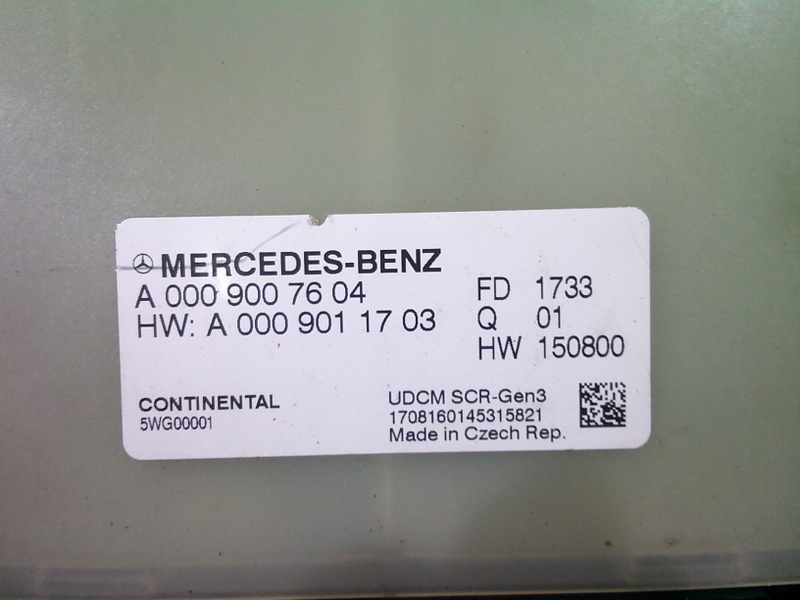 MERCEDES-BENZ
A 000 900 76 04
HW: A 000 901 17 03
FD 1733
Q 01
HW 150800
CONTINENTAL
5WG00001
UDCM SCR-Gen3
1708160145315821
Made in Czech Rep.